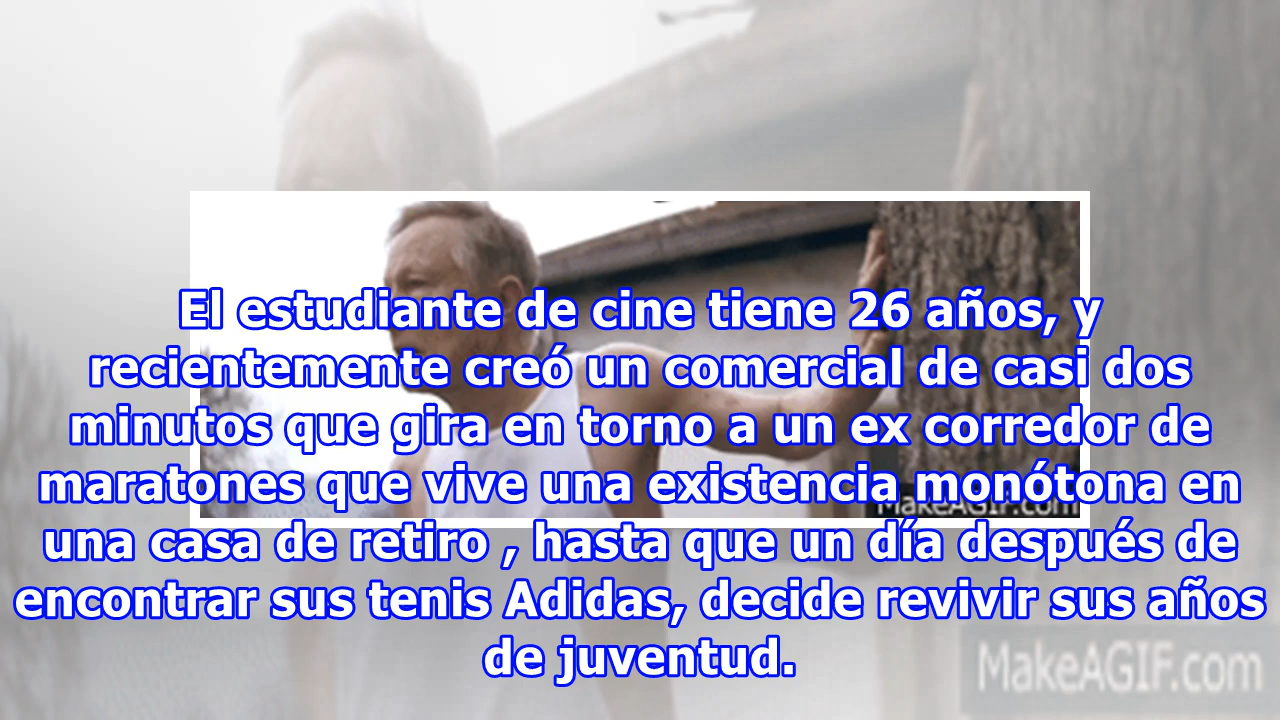 El estudiante de cine tiene 26 años, y
recientemente creó un comercial de casi dos
minutos que gira en torno a un ex corredor de
maratones que vive una existencia monótona en
una casa de retiro , hasta que un día después de
encontrar sus tenis Adidas, decide revivir sus años
de juventud.
MakeAGIF.com
MakeAGIF.com